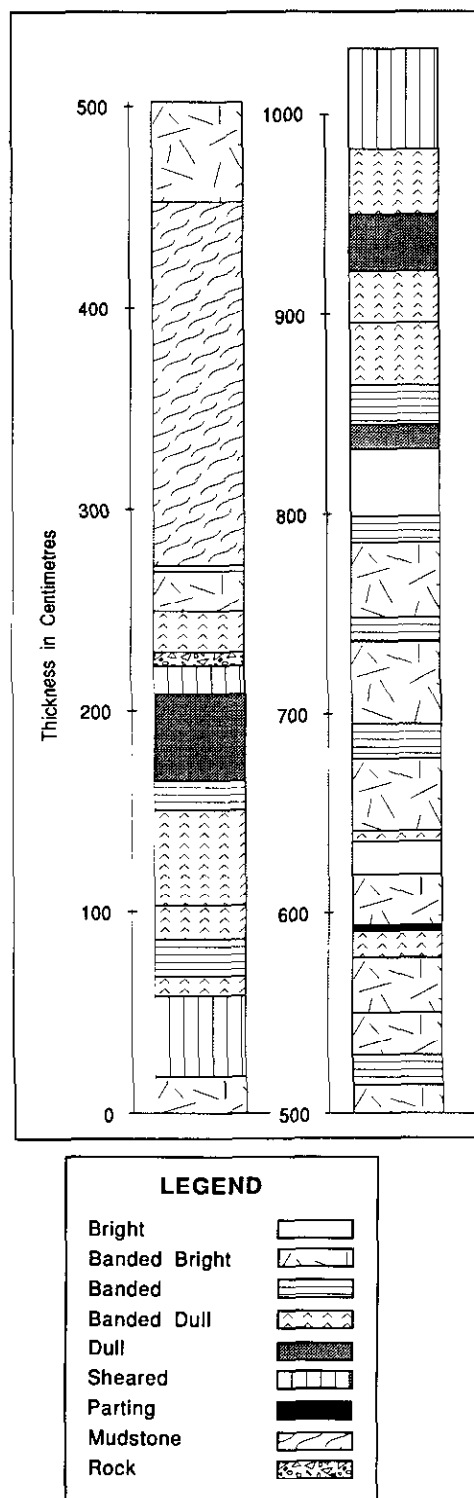 500
400
300
200
100
0
Thickness in Centimetres
1000
900
800
700
600
500
LEGEND
Bright
Banded Bright
Banded
Banded Dull
Dull
Sheared
Parting
Mudstone
Rock